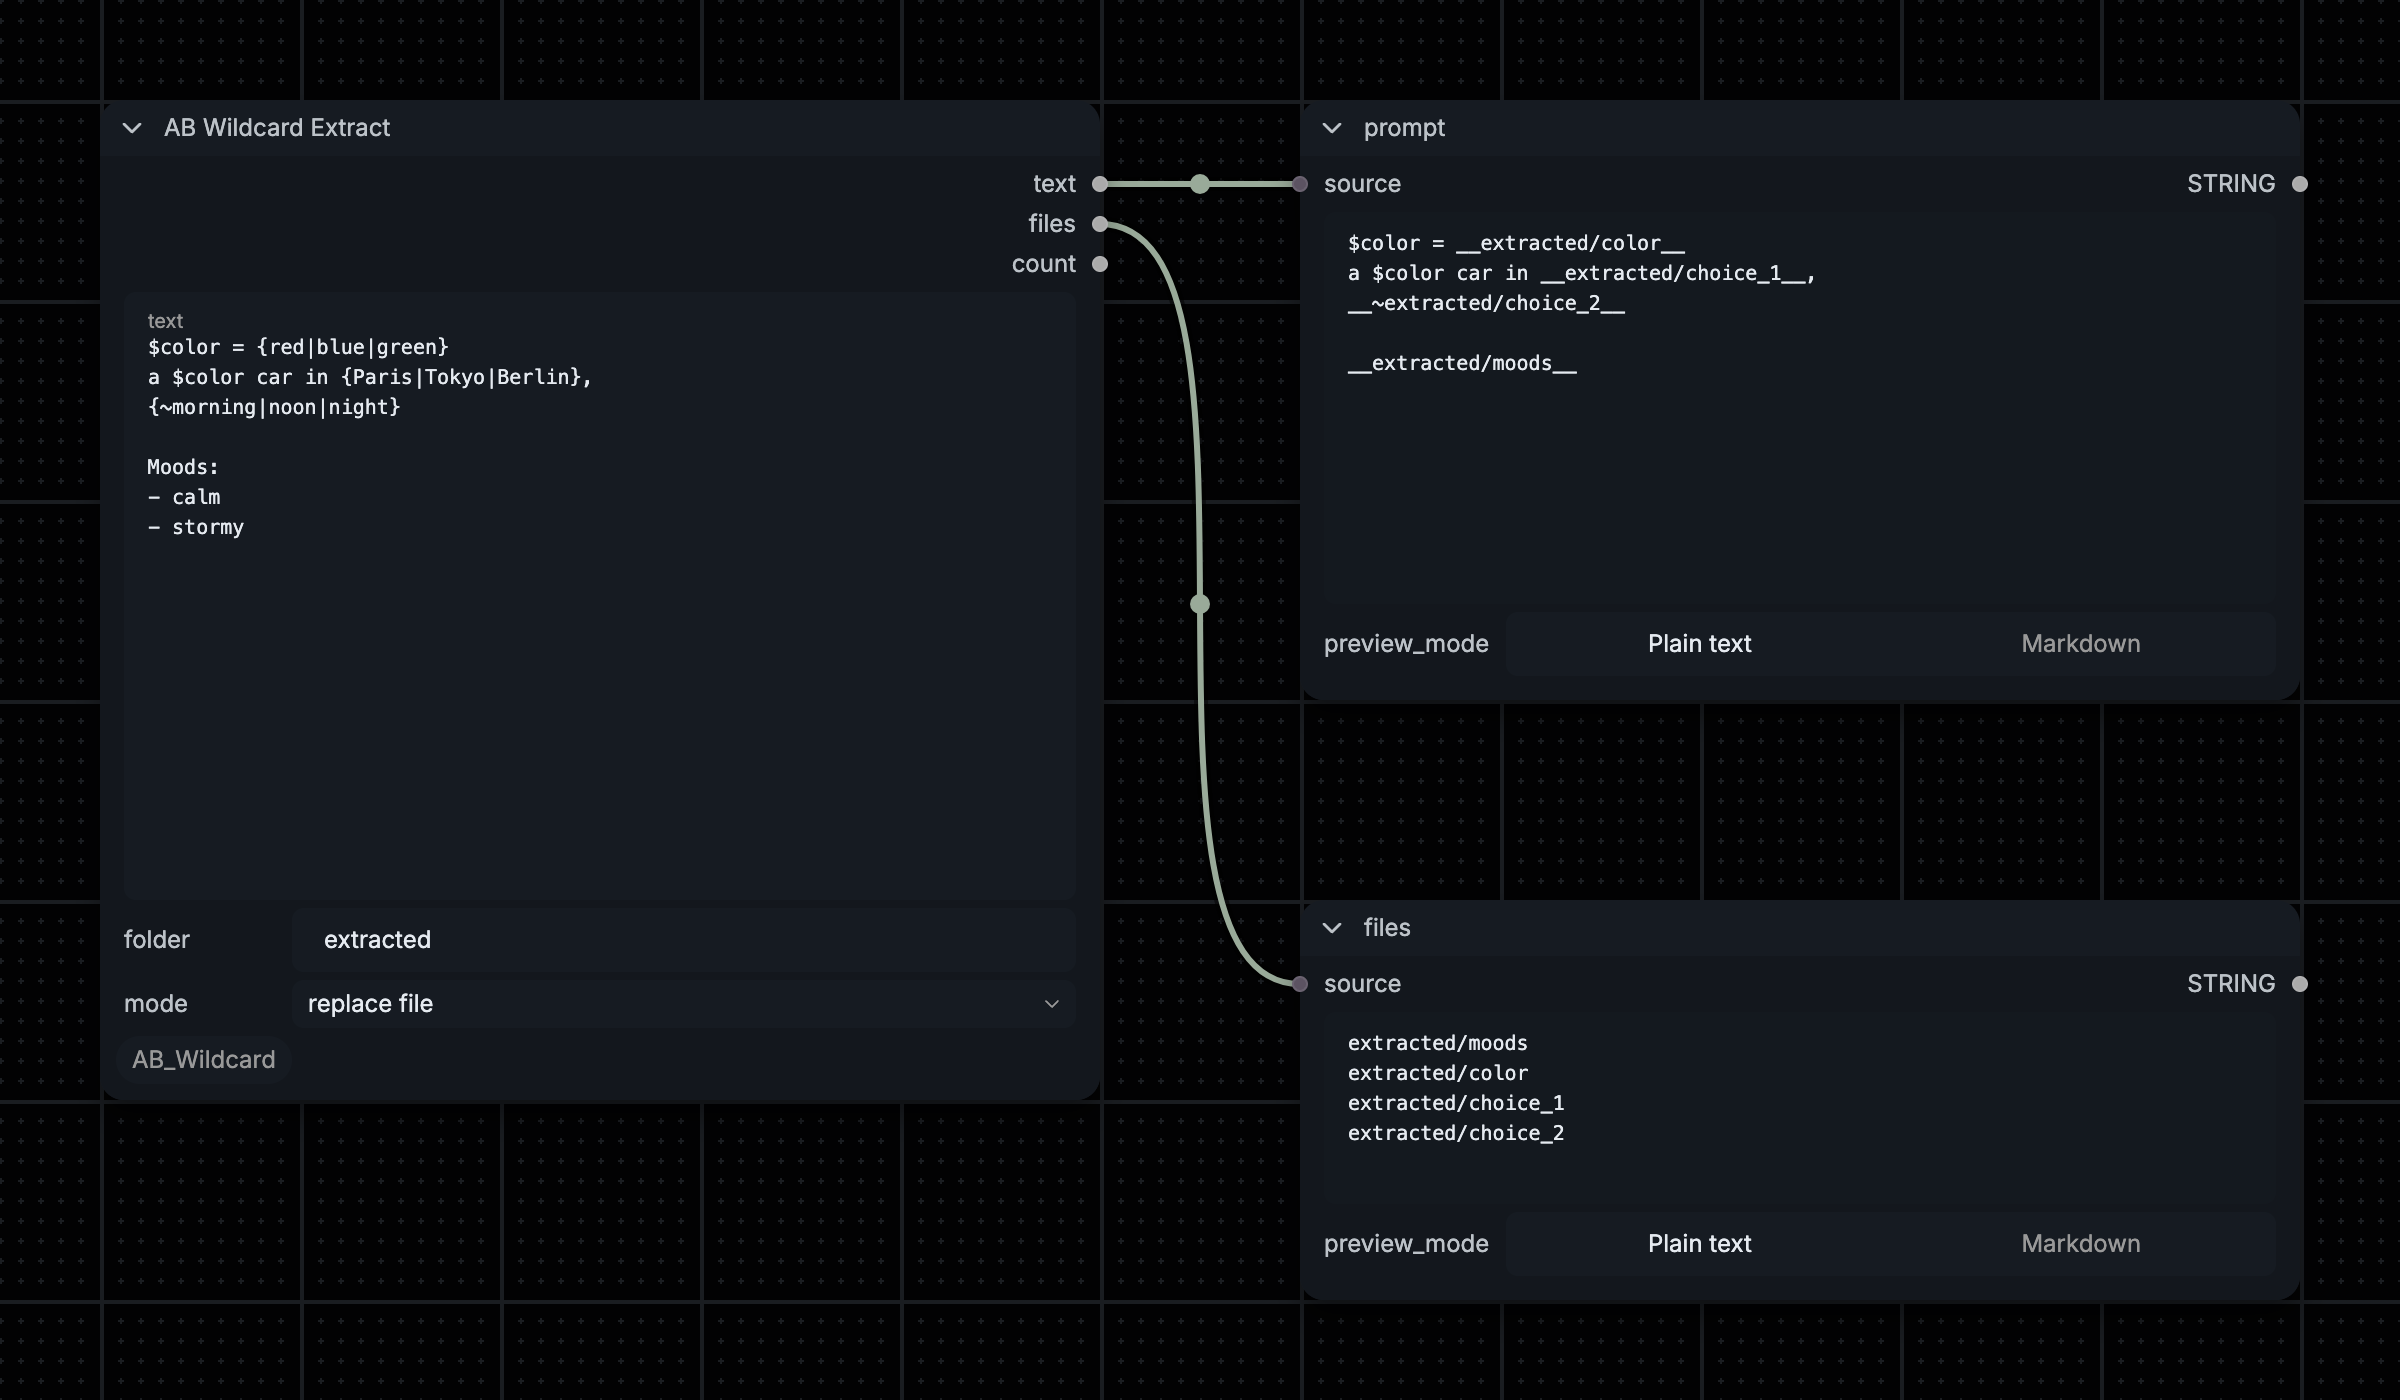 AB Wildcard Extract
text
files
count
text
$color = {red|blue|green}
a $color car in {Paris|Tokyo|Berlin},
{~morning|noon|night}
Moods:
- calm
- stormy
folder extracted
mode replace file
AB_Wildcard
prompt
source STRING
$color = __extracted/color__
a $color car in __extracted/choice_1__,
__~extracted/choice_2__
__extracted/moods__
preview_mode Plain text Markdown
files
source STRING
extracted/moods
extracted/color
extracted/choice_1
extracted/choice_2
preview_mode Plain text Markdown